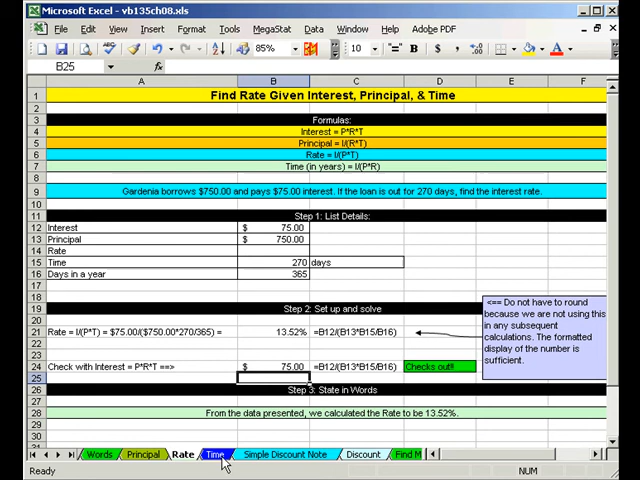 Microsoft Excel - vb135ch08.xls
File Edit View Insert Format Tools MegaStat Data Window Help Adobe PDF
85% 10 B $ ,
B25 fx
A B C D E F
1 Find Rate Given Interest, Principal, & Time
2
3 Formulas:
4 Interest = P*R*T
5 Principal = I/(R*T)
6 Rate = I/(P*T)
7 Time (in years) = I/(P*R)
8
9 Gardenia borrows $750.00 and pays $75.00 interest. If the loan is out for 270 days, find the interest rate.
10
11 Step 1: List Details:
12 Interest $ 75.00
13 Principal $ 750.00
14 Rate
15 Time 270 days
16 Days in a year 365
17
18
19 Step 2: Set up and solve
20
21 Rate = I/(P*T) = $75.00/($750.00*270/365) = 13.52% =B12/(B13*B15/B16)
22
23
24 Check with Interest = P*R*T ==> $ 75.00 =B12/(B13*B15/B16) Checks out!!
<== Do not have to round
because we are not using this
in any subsequent
calculations. The formatted
display of the number is
sufficient.
25
26 Step 3: State in Words
27
28 From the data presented, we calculated the Rate to be 13.52%.
29
30
31
Words Principal Rate Time Simple Discount Note Discount Find M
Ready NUM